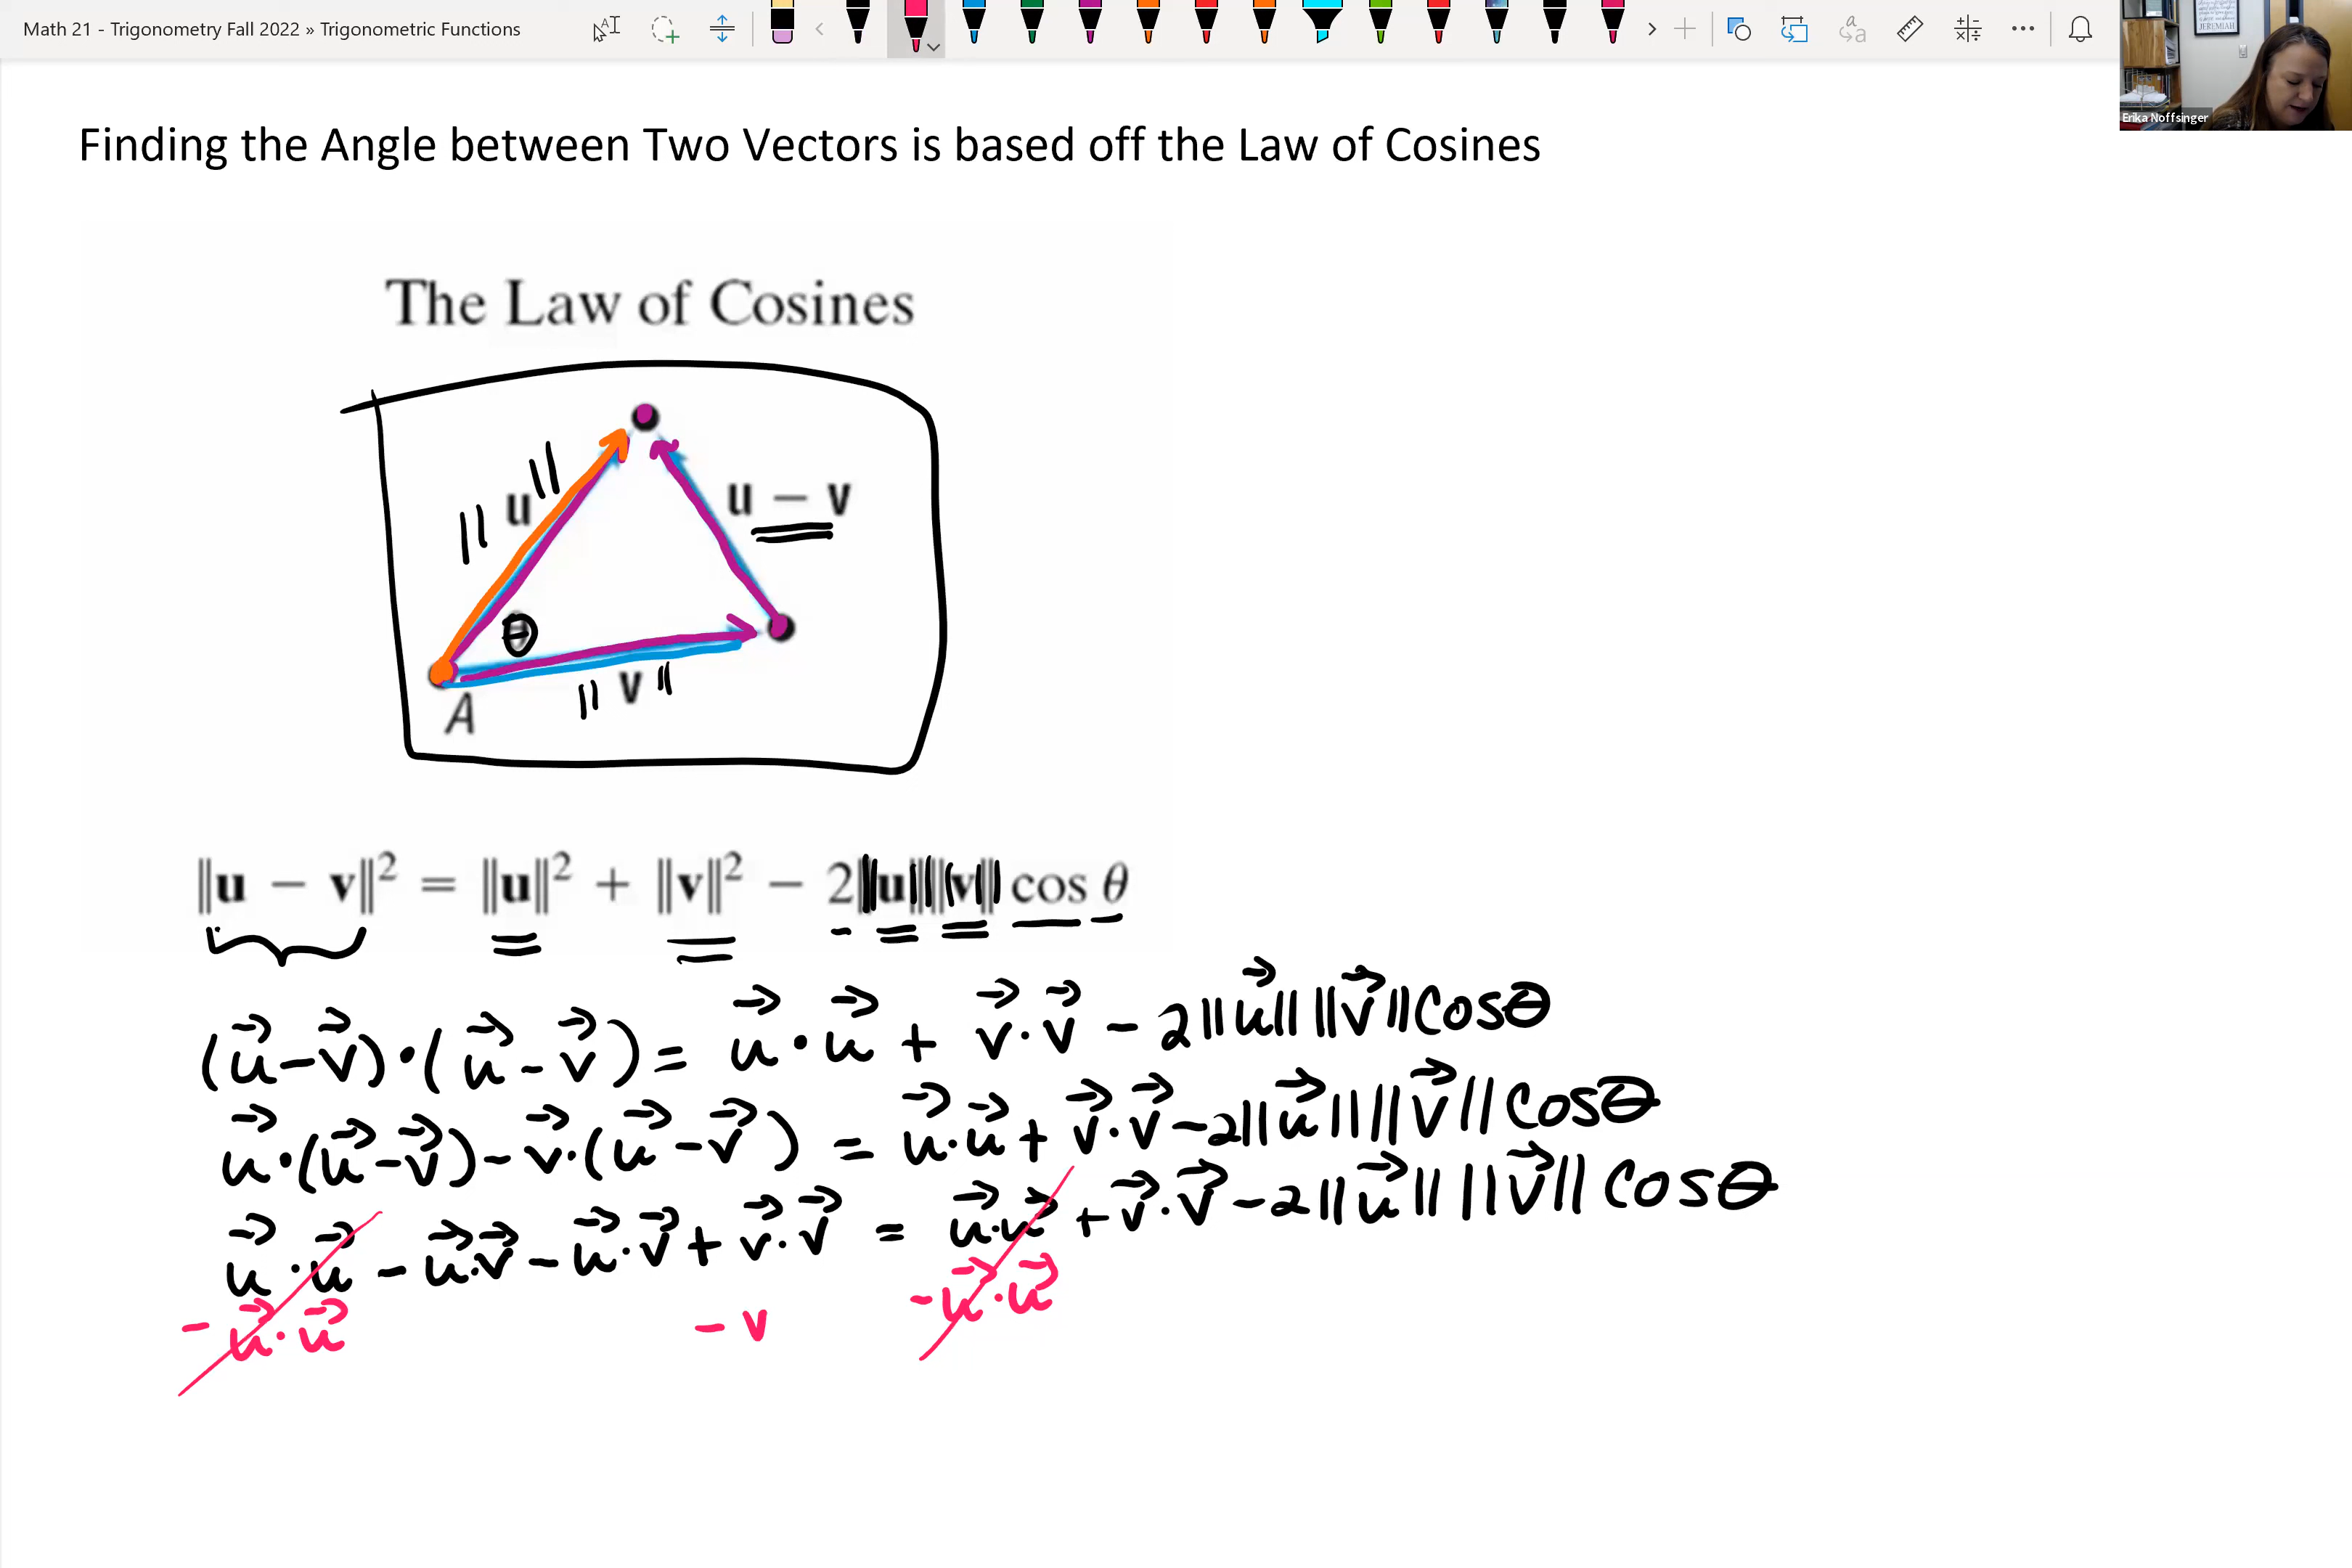 Math 21 - Trigonometry Fall 2022 » Trigonometric Functions
JEREMIAH
Erika Noffsinger
Finding the Angle between Two Vectors is based off the Law of Cosines
The Law of Cosines
‖u‖
u − v
θ
‖v‖
A
‖u − v‖² = ‖u‖² + ‖v‖² − 2‖u‖‖v‖ cos θ
(u⃗ − v⃗) • (u⃗ − v⃗) = u⃗ • u⃗ + v⃗ · v⃗ − 2‖u⃗‖ ‖v⃗‖ cos θ
u⃗ • (u⃗ − v⃗) − v⃗ · (u⃗ − v⃗) = u⃗ · u⃗ + v⃗ · v⃗ − 2‖u⃗‖ ‖v⃗‖ cos θ
u⃗ · u⃗ − u⃗ · v⃗ − u⃗ · v⃗ + v⃗ · v⃗ = u⃗ · u⃗ + v⃗ · v⃗ − 2‖u⃗‖ ‖v⃗‖ cos θ
− u⃗ · u⃗ − v − u⃗ · u⃗